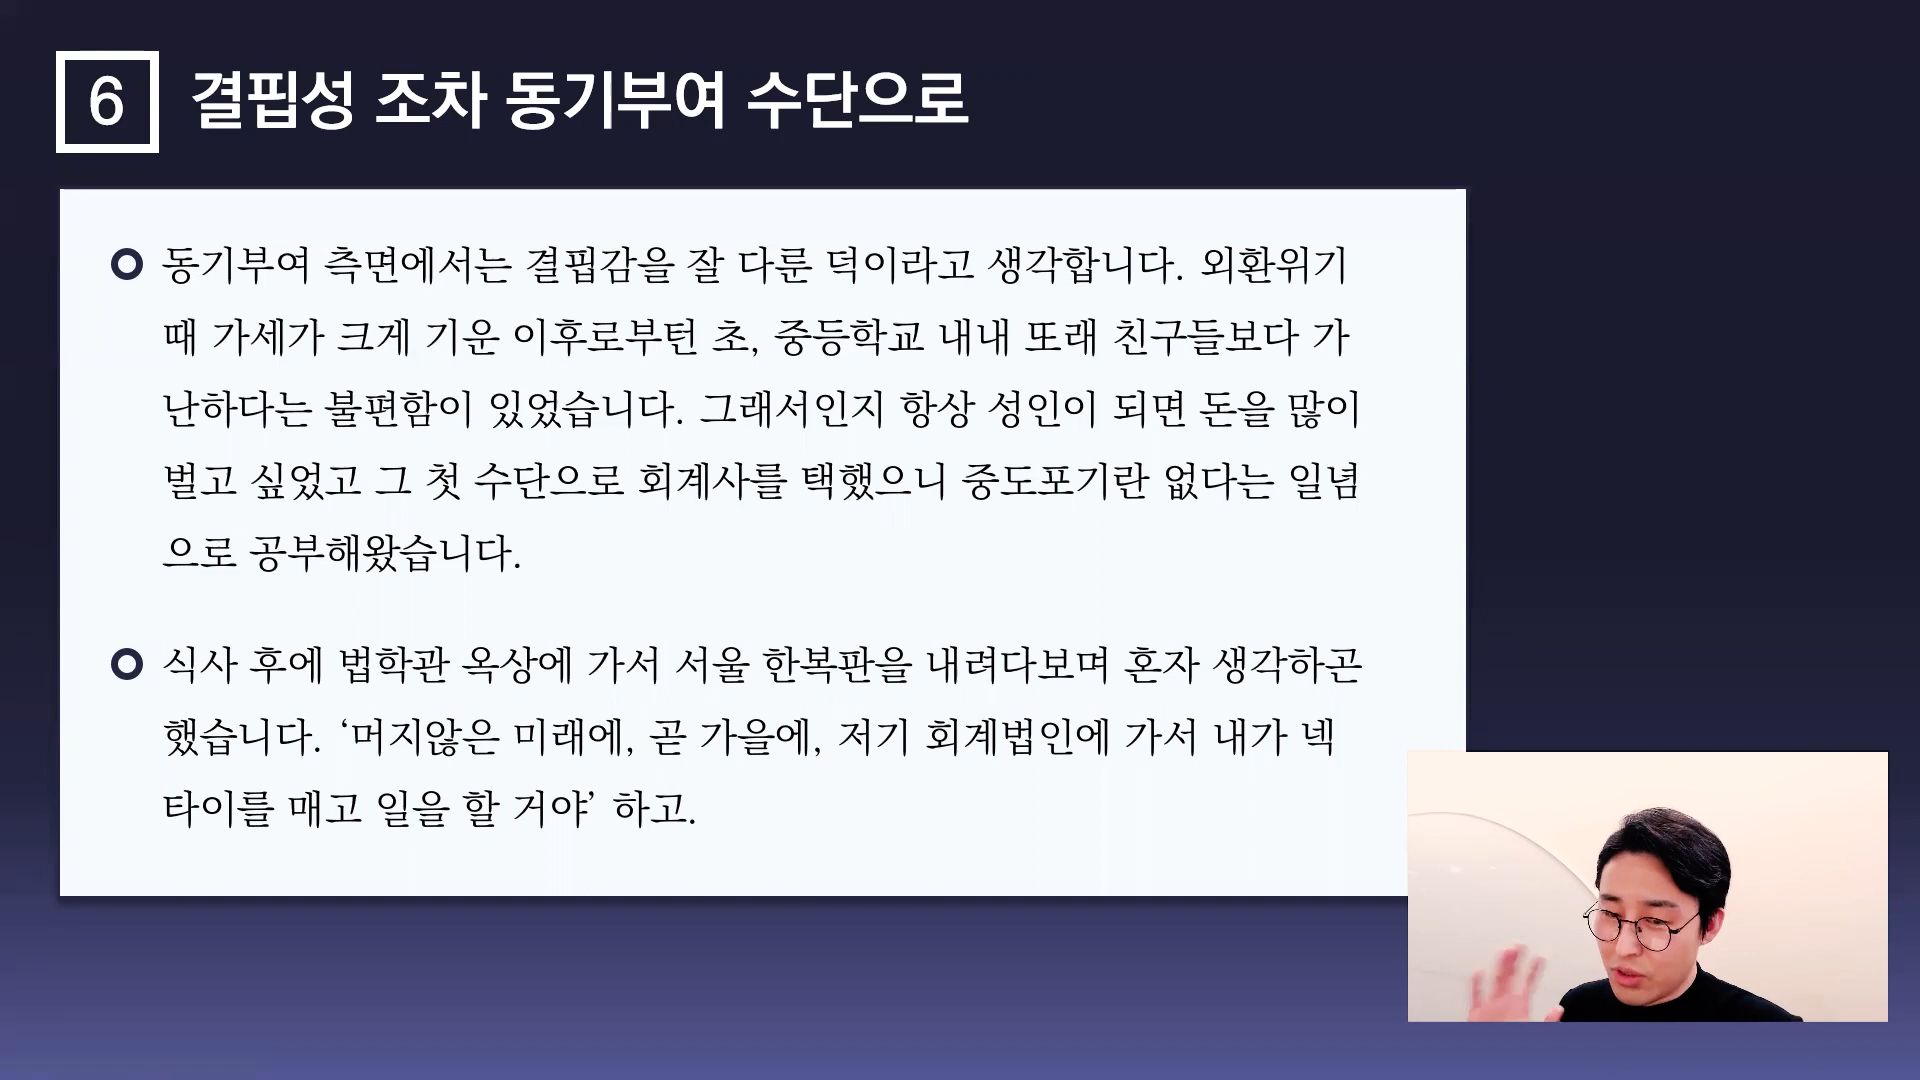 6 결핍성 조차 동기부여 수단으로
동기부여 측면에서는 결핍감을 잘 다룬 덕이라고 생각합니다. 외환위기
때 가세가 크게 기운 이후로부턴 초, 중등학교 내내 또래 친구들보다 가
난하다는 불편함이 있었습니다. 그래서인지 항상 성인이 되면 돈을 많이
벌고 싶었고 그 첫 수단으로 회계사를 택했으니 중도포기란 없다는 일념
으로 공부해왔습니다.
식사 후에 법학관 옥상에 가서 서울 한복판을 내려다보며 혼자 생각하곤
했습니다. ‘머지않은 미래에, 곧 가을에, 저기 회계법인에 가서 내가 넥
타이를 매고 일을 할 거야’ 하고.